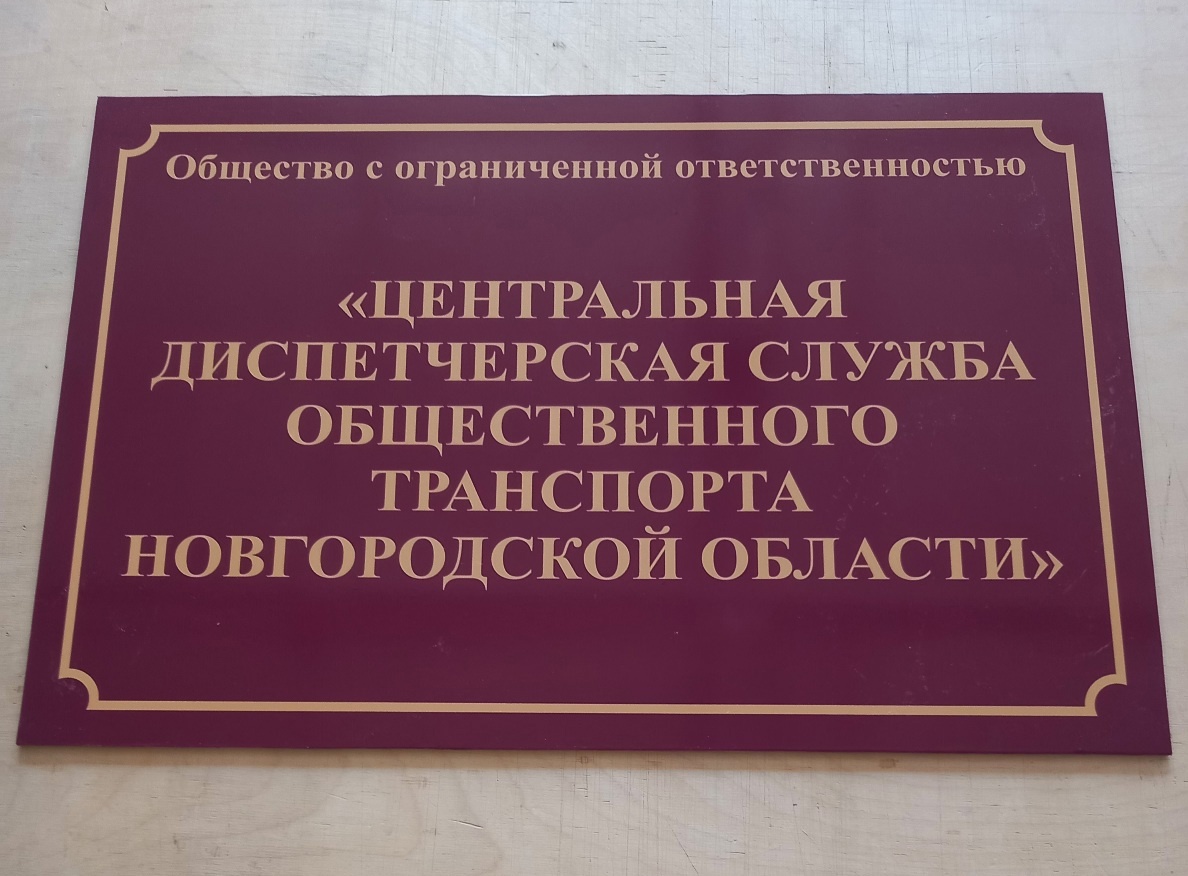 Общество с ограниченной ответственностью
«ЦЕНТРАЛЬНАЯ
ДИСПЕТЧЕРСКАЯ СЛУЖБА
ОБЩЕСТВЕННОГО
ТРАНСПОРТА
НОВГОРОДСКОЙ ОБЛАСТИ»